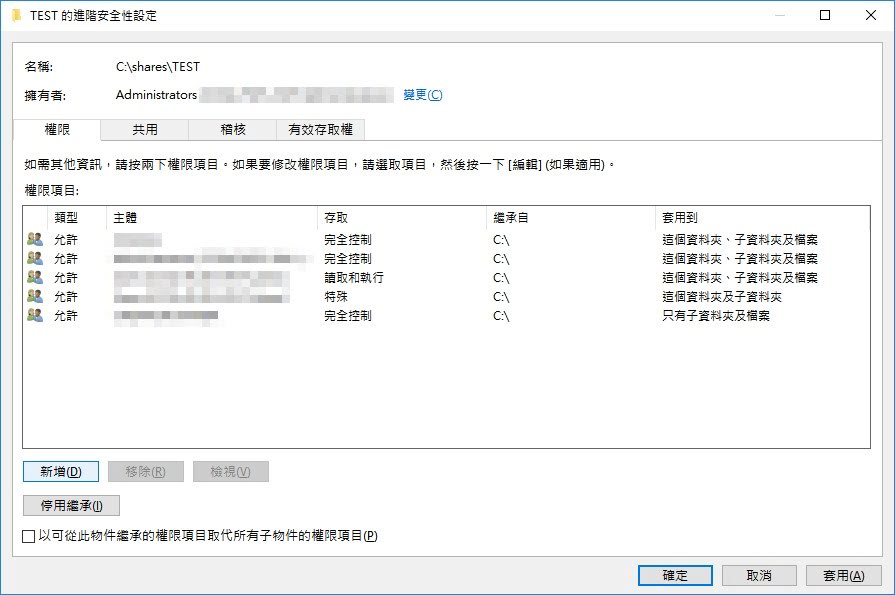 TEST 的進階安全性設定
名稱: C:\shares\TEST
擁有者: Administrators 變更(C)
權限 共用 稽核 有效存取權
如需其他資訊，請按兩下權限項目。如果要修改權限項目，請選取項目，然後按一下 [編輯] (如果適用)。
權限項目:
類型 主體 存取 繼承自 套用到
允許 完全控制 C:\ 這個資料夾、子資料夾及檔案
允許 完全控制 C:\ 這個資料夾、子資料夾及檔案
允許 讀取和執行 C:\ 這個資料夾、子資料夾及檔案
允許 特殊 C:\ 這個資料夾及子資料夾
允許 完全控制 C:\ 只有子資料夾及檔案
新增(D) 移除(R) 檢視(V)
停用繼承(I)
以可從此物件繼承的權限項目取代所有子物件的權限項目(P)
確定 取消 套用(A)